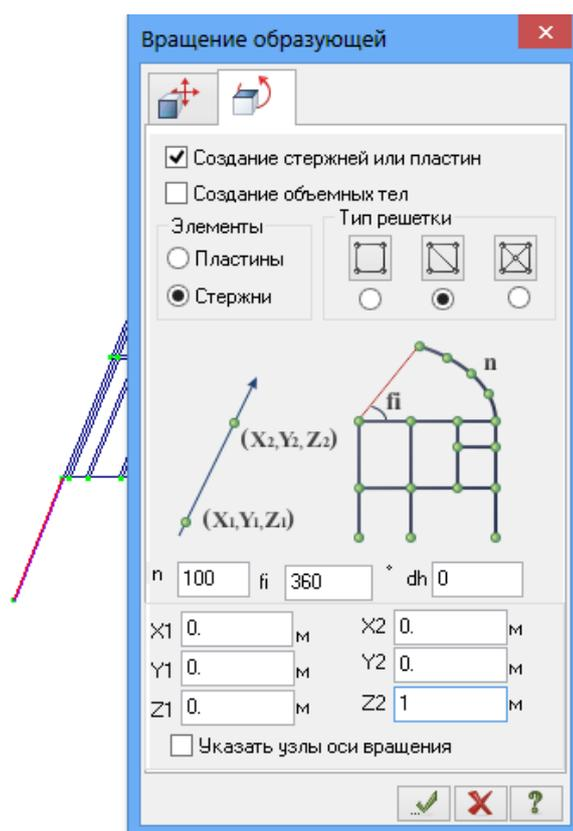 Вращение образующей
Создание стержней или пластин
Создание объемных тел
Элементы
Тип решетки
Пластины
Стержни
n
fi
(X2,Y2,Z2)
(X1,Y1,Z1)
n 100 fi 360 ° dh 0
X1 0. м X2 0. м
Y1 0. м Y2 0. м
Z1 0. м Z2 1 м
Указать узлы оси вращения
?